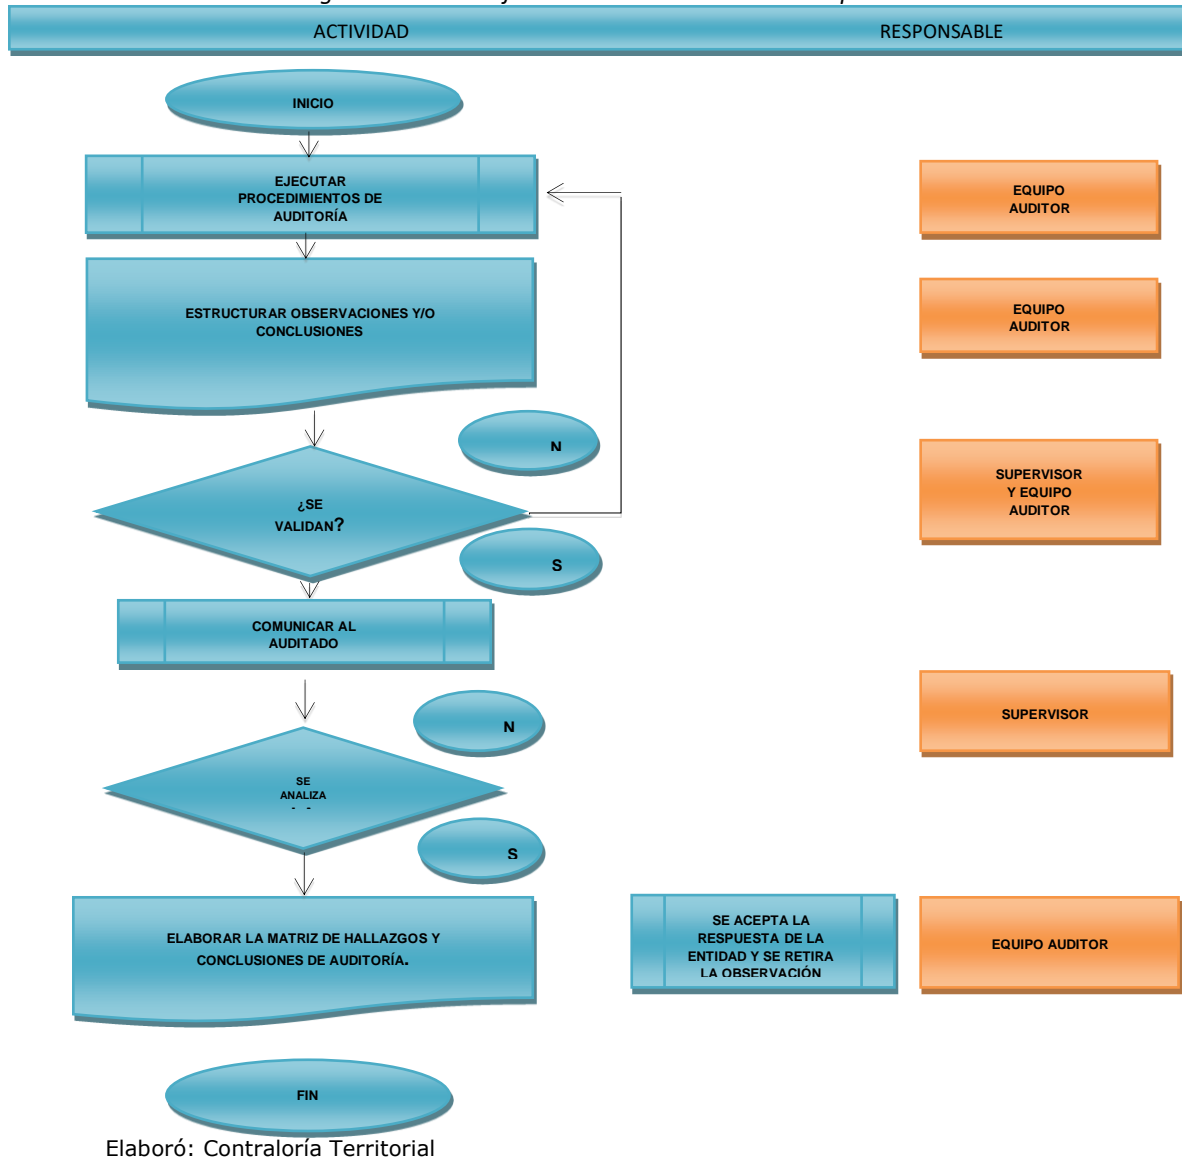 ACTIVIDAD
RESPONSABLE
INICIO
EJECUTAR
PROCEDIMIENTOS DE
AUDITORÍA
EQUIPO
AUDITOR
ESTRUCTURAR OBSERVACIONES Y/O
CONCLUSIONES
EQUIPO
AUDITOR
N
¿SE
VALIDAN?
SUPERVISOR
Y EQUIPO
AUDITOR
S
COMUNICAR AL
AUDITADO
N
SUPERVISOR
SE
ANALIZA
S
ELABORAR LA MATRIZ DE HALLAZGOS Y
CONCLUSIONES DE AUDITORÍA.
SE ACEPTA LA
RESPUESTA DE LA
ENTIDAD Y SE RETIRA
LA OBSERVACIÓN
EQUIPO AUDITOR
FIN
Elaboró: Contraloría Territorial